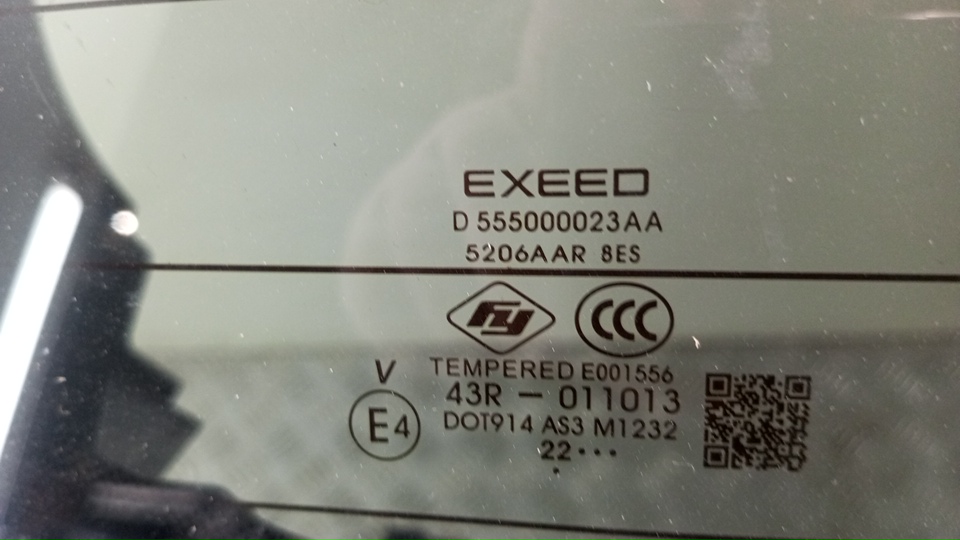 EXEED
D 555000023AA
5206AAR 8ES
FY CCC
TEMPERED E001556
V
43R — 011013
E4
DOT914 AS3 M1232
22•••
•